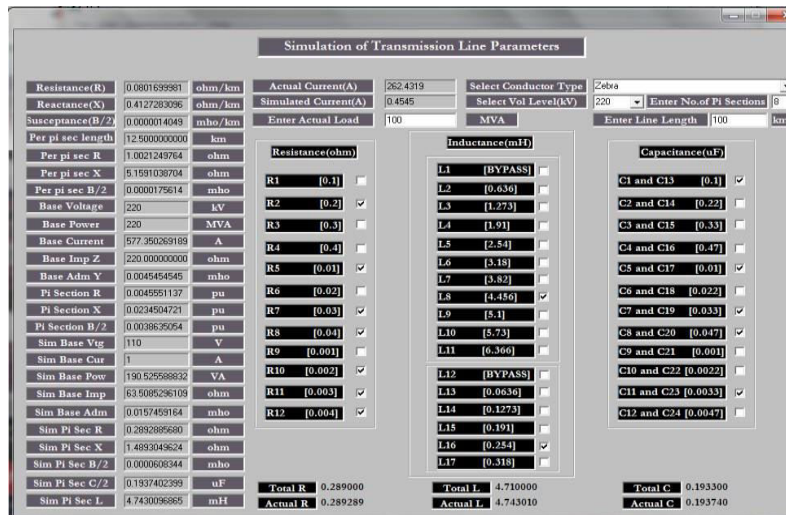 Simulation of Transmission Line Parameters
Resistance(R) 0.0801699981 ohm/km
Reactance(X) 0.4127283096 ohm/km
Susceptance(B/2) 0.0000014049 mho/km
Per pi sec length 12.5000000000 km
Per pi sec R 1.0021249764 ohm
Per pi sec X 5.1591038704 ohm
Per pi sec B/2 0.0000175614 mho
Base Voltage 220 kV
Base Power 220 MVA
Base Current 577.350269189 A
Base Imp Z 220.000000000 ohm
Base Adm Y 0.0045454545 mho
Pi Section R 0.0045551137 pu
Pi Section X 0.0234504721 pu
Pi Section B/2 0.0038635054 pu
Sim Base Vtg 110 V
Sim Base Cur 1 A
Sim Base Pow 190.525588832 VA
Sim Base Imp 63.5085296109 ohm
Sim Base Adm 0.0157459164 mho
Sim Pi Sec R 0.2892885680 ohm
Sim Pi Sec X 1.4893049624 ohm
Sim Pi Sec B/2 0.0000608344 mho
Sim Pi Sec C/2 0.1937402399 uF
Sim Pi Sec L 4.7430096865 mH
Actual Current(A) 262.4319 Select Conductor Type Zebra
Simulated Current(A) 0.4545 Select Vol Level(kV) 220 Enter No.of Pi Sections 8
Enter Actual Load 100 MVA Enter Line Length 100 km
Resistance(ohm)
R1 [0.1]
R2 [0.2]
R3 [0.3]
R4 [0.4]
R5 [0.01]
R6 [0.02]
R7 [0.03]
R8 [0.04]
R9 [0.001]
R10 [0.002]
R11 [0.003]
R12 [0.004]
Total R 0.289000
Actual R 0.289289
Inductance(mH)
L1 [BYPASS]
L2 [0.636]
L3 [1.273]
L4 [1.91]
L5 [2.54]
L6 [3.18]
L7 [3.82]
L8 [4.456]
L9 [5.1]
L10 [5.73]
L11 [6.366]
L12 [BYPASS]
L13 [0.0636]
L14 [0.1273]
L15 [0.191]
L16 [0.254]
L17 [0.318]
Total L 4.710000
Actual L 4.743010
Capacitance(uF)
C1 and C13 [0.1]
C2 and C14 [0.22]
C3 and C15 [0.33]
C4 and C16 [0.47]
C5 and C17 [0.01]
C6 and C18 [0.022]
C7 and C19 [0.033]
C8 and C20 [0.047]
C9 and C21 [0.001]
C10 and C22 [0.0022]
C11 and C23 [0.0033]
C12 and C24 [0.0047]
Total C 0.193300
Actual C 0.193740